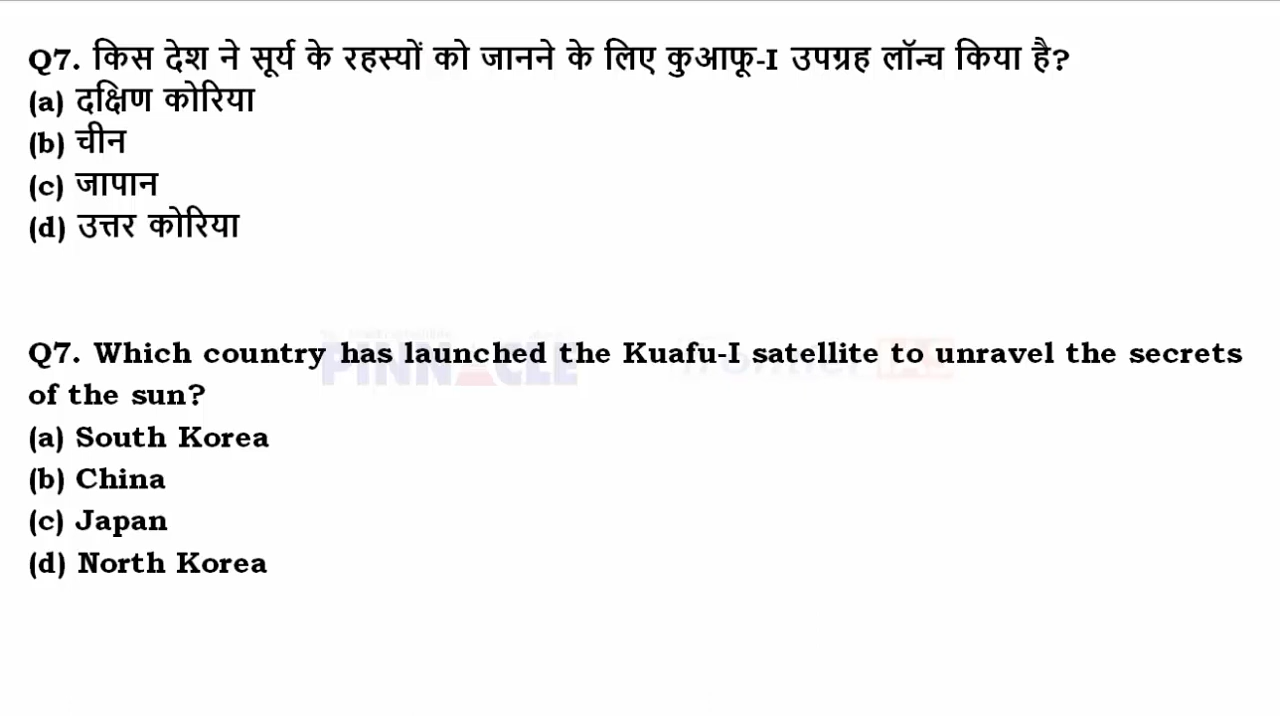 Q7. किस देश ने सूर्य के रहस्यों को जानने के लिए कुआफू-I उपग्रह लॉन्च किया है?
(a) दक्षिण कोरिया
(b) चीन
(c) जापान
(d) उत्तर कोरिया
Q7. Which country has launched the Kuafu-I satellite to unravel the secrets
of the sun?
PINNACLE
(a) South Korea
(b) China
(c) Japan
(d) North Korea